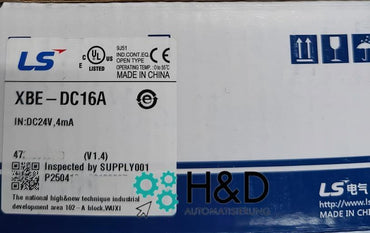 LS
C UL US LISTED
E
9J51
IND.CONT.EQ.
OPEN TYPE
OPERATING TEMP. : 0 to 55°C
MADE IN CHINA
XBE-DC16A
IN:DC24V,4mA
47
(V1.4)
Inspected by SUPPLY001
P2504
The national high&new technique industrial
development area 102-A block,WUXI
H&D
AUTOMATISIERUNG
LS 电气